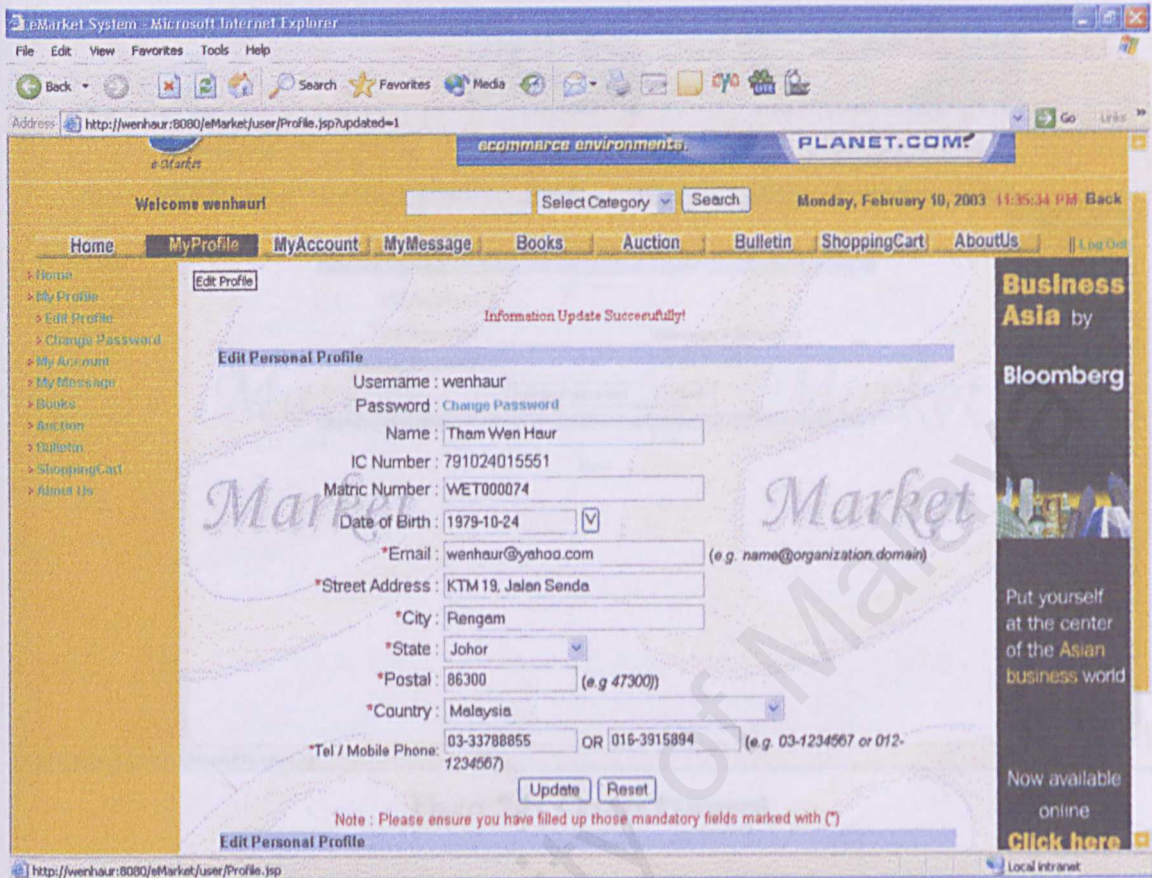 eMarket System - Microsoft Internet Explorer
File Edit View Favorites Tools Help
Back Search Favorites Media
Address http://wenhaur:8080/eMarket/user/Profile.jsp?updated=1 Go Links »
e-Market
ecommerce environments.
PLANET.COM
Welcome wenhaur! Select Category Search Monday, February 10, 2003 11:35:34 PM Back
Home MyProfile MyAccount MyMessage Books Auction Bulletin ShoppingCart AboutUs || Log Out
> Home
> My Profile
> Edit Profile
> Change Password
> My Account
> My Message
> Books
> Auction
> Bulletin
> ShoppingCart
> About Us
Edit Profile
Information Update Succesufully!
Edit Personal Profile
Username : wenhaur
Password : Change Password
Name : Tham Wen Haur
IC Number : 791024015551
Matric Number : WET000074
Date of Birth : 1979-10-24 V
*Email : wenhaur@yahoo.com (e.g. name@organization.domain)
*Street Address : KTM 19, Jalan Senda
*City : Rengam
*State : Johor
*Postal : 86300 (e.g 47300))
*Country : Malaysia
*Tel / Mobile Phone: 03-33788855 OR 016-3915894 (e.g. 03-1234567 or 012-
1234567)
Update Reset
Note : Please ensure you have filled up those mandatory fields marked with (*)
Edit Personal Profile
Market
Market
Business
Asia by
Bloomberg
Put yourself
at the center
of the Asian
business world
Now available
online
Click here
http://wenhaur:8080/eMarket/user/Profile.jsp Local intranet
ity of Malaya